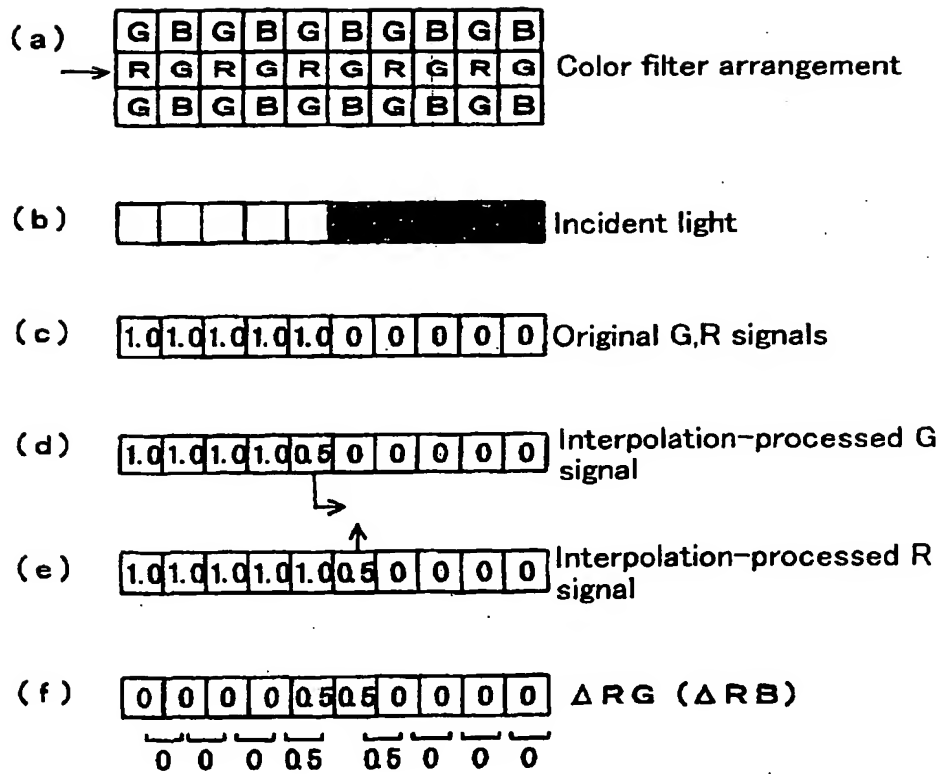 (a)
G B G B G B G B G B
R G R G R G R G R G
G B G B G B G B G B
Color filter arrangement
(b)
Incident light
(c)
1.0 1.0 1.0 1.0 1.0 0 0 0 0 0
Original G,R signals
(d)
1.0 1.0 1.0 1.0 0.5 0 0 0 0 0
Interpolation-processed G
signal
(e)
1.0 1.0 1.0 1.0 1.0 0.5 0 0 0 0
Interpolation-processed R
signal
(f)
0 0 0 0 0.5 0.5 0 0 0 0
ΔRG (ΔRB)
0 0 0 0.5 0.5 0 0 0